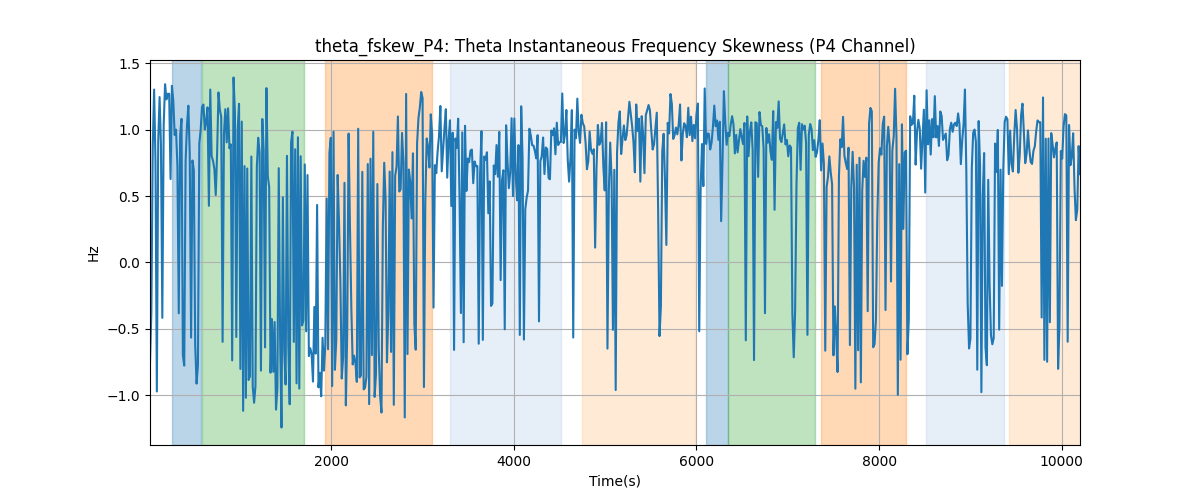 theta_fskew_P4: Theta Instantaneous Frequency Skewness (P4 Channel)
1.5
1.0
0.5
0.0
−0.5
−1.0
Hz
2000 4000 6000 8000 10000
Time(s)